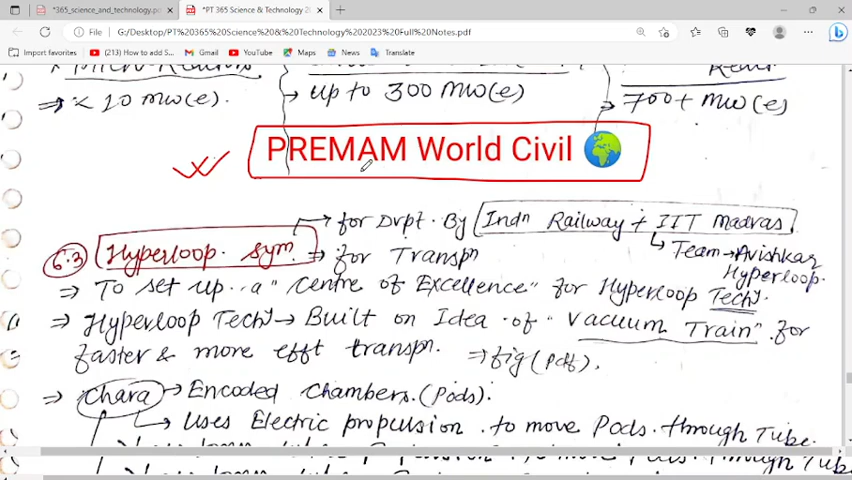 *365_science_and_technology.pdf
*PT 365 Science & Technology 2
File
G:/Desktop/PT%20365%20Science%20&%20Technology%202023%20Full%20Notes.pdf
Import favorites
(213) How to add S...
Gmail
YouTube
Maps
News
Translate
⇒ < 10 MW(e).
→ up to 300 MW(e)
→ 700+ MW(e)
PREMAM World Civil 🌍
6.3 Hyperloop. sym. → for Dvpt. By Indn Railway + IIT Madras
⇒ for Transpn
↳ Team → Avishkar Hyperloop.
⇒ To set up.. a "Centre of Excellence" for Hyperloop Techy.
⇒ Hyperloop Techy → Built on Idea of "Vacuum Train" for
faster & more efft transpn. ⇒ fig (Pdf).
⇒ Chara → Encoded Chambers. (Pods).
↳ Uses Electric propulsion . to move Pods. through Tube.